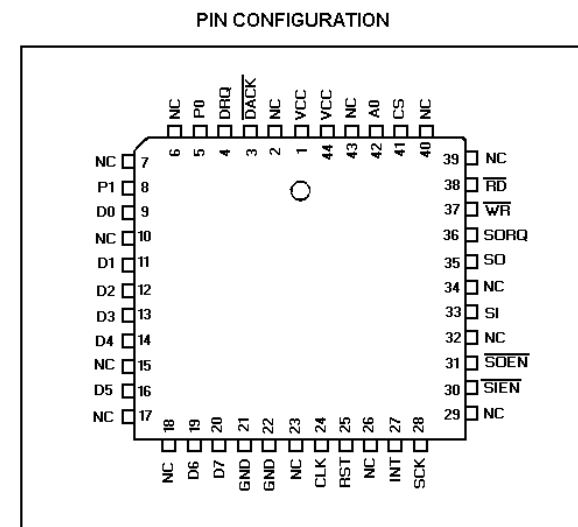 PIN CONFIGURATION
NC P0 DRQ DACK NC VCC VCC NC A0 CS NC
6 5 4 3 2 1 44 43 42 41 40
NC 7
P1 8
D0 9
NC 10
D1 11
D2 12
D3 13
D4 14
NC 15
D5 16
NC 17
39 NC
38 RD
37 WR
36 SORQ
35 SO
34 NC
33 SI
32 NC
31 SOEN
30 SIEN
29 NC
18 19 20 21 22 23 24 25 26 27 28
NC D6 D7 GND GND NC CLK RST NC INT SCK